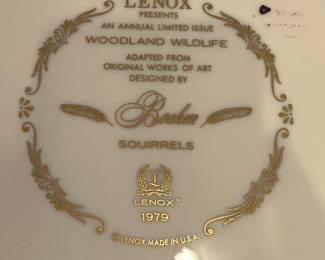 LENOX
PRESENTS
AN ANNUAL LIMITED ISSUE
WOODLAND WILDLIFE
ADAPTED FROM
ORIGINAL WORKS OF ART
DESIGNED BY
Boehm
SQUIRRELS
LENOX®
1979
© LENOX MADE IN U.S.A.